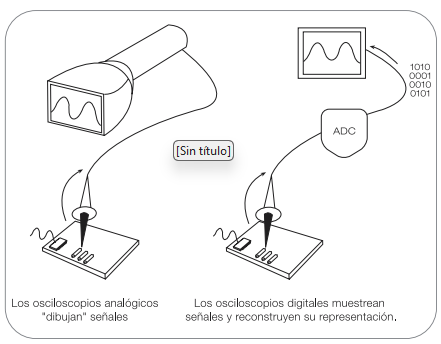 1010
0001
0010
0101
ADC
[Sin título]
Los osciloscopios analógicos
"dibujan" señales
Los osciloscopios digitales muestrean
señales y reconstruyen su representación.